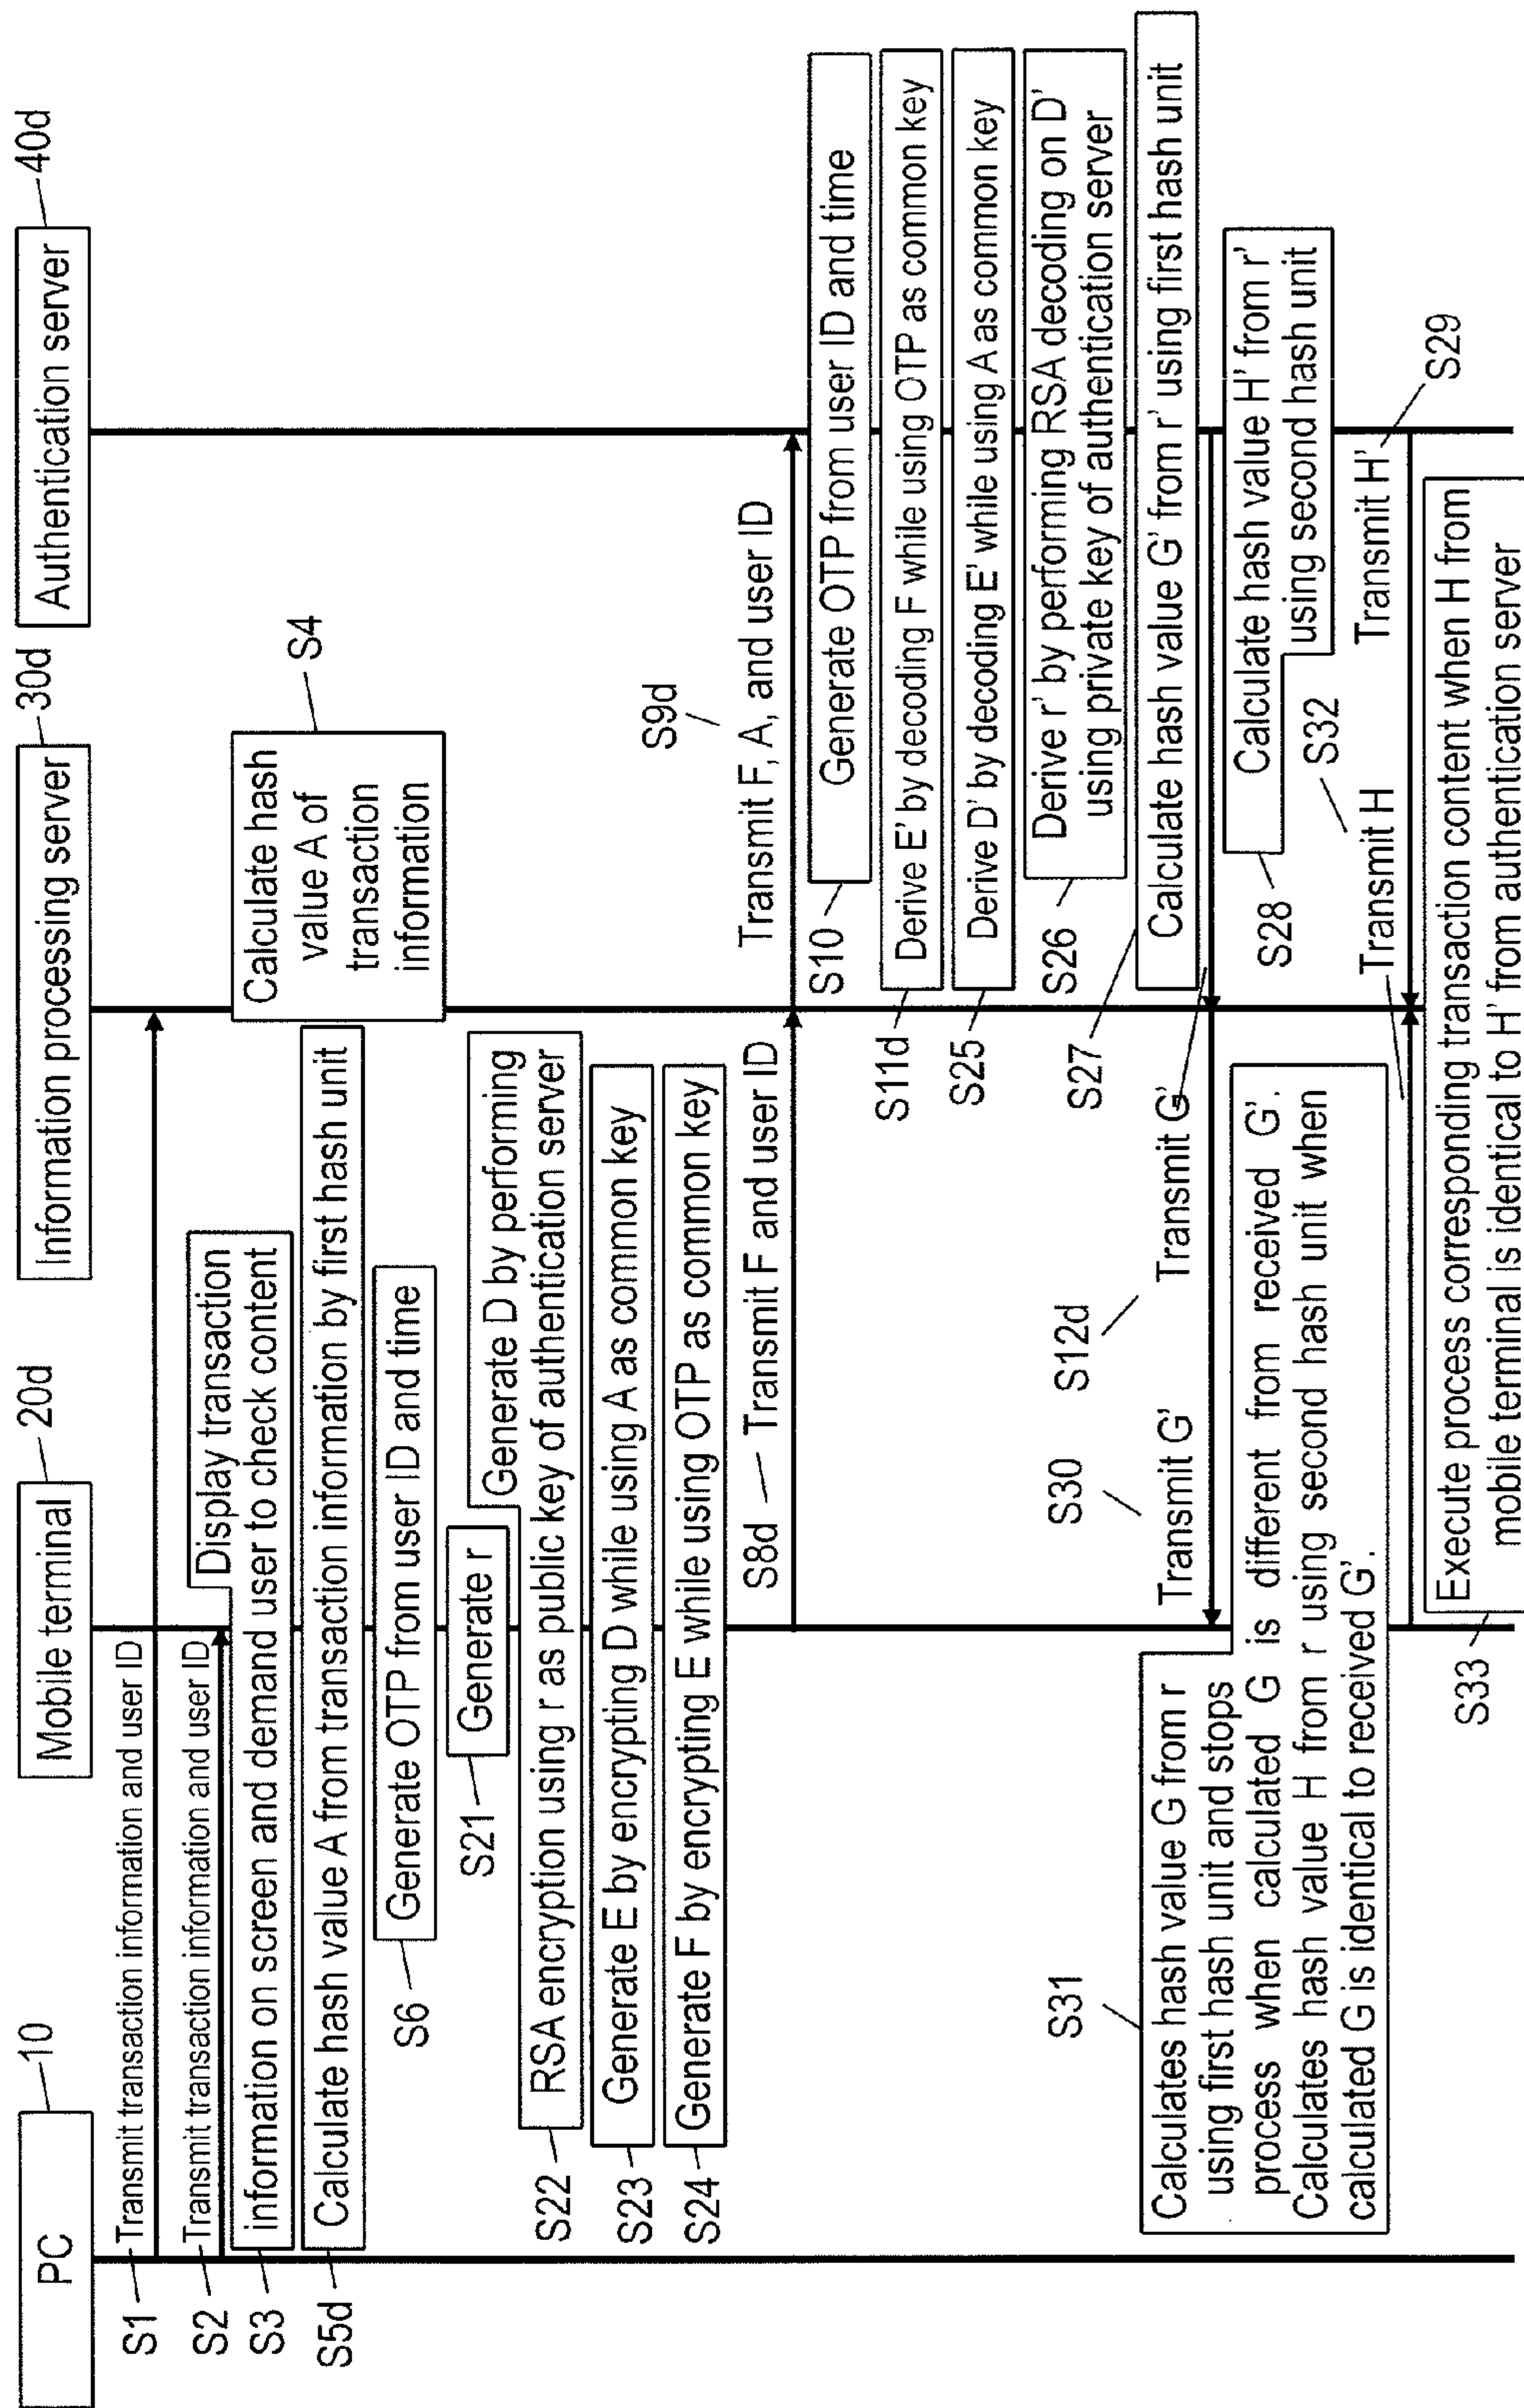 PC
10
Mobile terminal
20d
Information processing server
30d
Authentication server
40d
S1
Transmit transaction information and user ID
S2
Transmit transaction information and user ID
S3
Display transaction
information on screen and demand user to check content
Calculate hash
value A of
transaction
information
S4
S5d
Calculate hash value A from transaction information by first hash unit
S6
Generate OTP from user ID and time
S21
Generate r
S22
Generate D by performing
RSA encryption using r as public key of authentication server
S23
Generate E by encrypting D while using A as common key
S24
Generate F by encrypting E while using OTP as common key
S8d
Transmit F and user ID
S9d
Transmit F, A, and user ID
S10
Generate OTP from user ID and time
S11d
Derive E' by decoding F while using OTP as common key
S25
Derive D' by decoding E' while using A as common key
S26
Derive r' by performing RSA decoding on D'
using private key of authentication server
S27
Calculate hash value G' from r' using first hash unit
S12d
Transmit G'
S30
Transmit G'
S28
Calculate hash value H' from r'
using second hash unit
S31
Calculates hash value G from r
using first hash unit and stops
process when calculated G is different from received G'.
Calculates hash value H from r using second hash unit when
calculated G is identical to received G'.
S32
Transmit H
Transmit H'
S29
S33
Execute process corresponding transaction content when H from
mobile terminal is identical to H' from authentication server